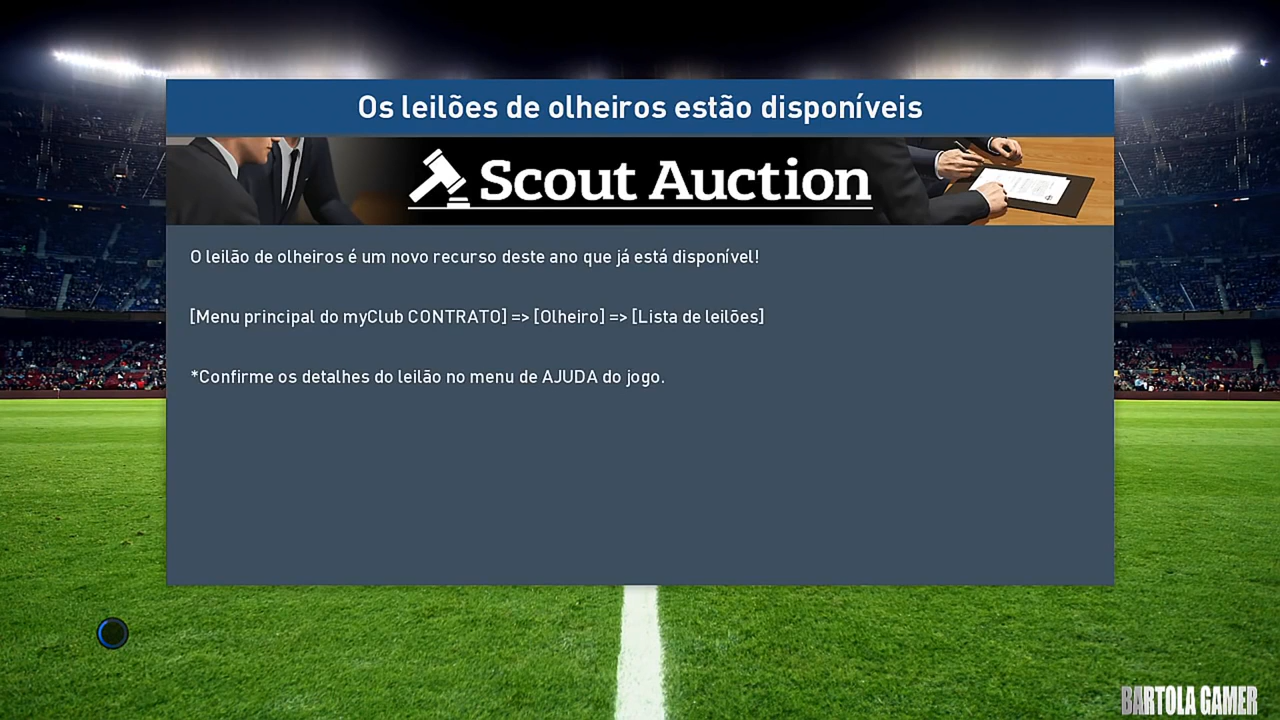 Os leilões de olheiros estão disponíveis
Scout Auction
O leilão de olheiros é um novo recurso deste ano que já está disponível!
[Menu principal do myClub CONTRATO] => [Olheiro] => [Lista de leilões]
*Confirme os detalhes do leilão no menu de AJUDA do jogo.
BARTOLA GAMER